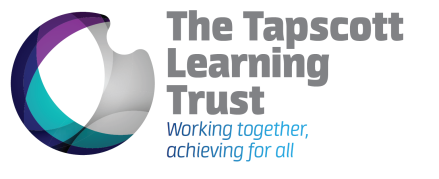 The Tapscott
Learning
Trust
Working together,
achieving for all